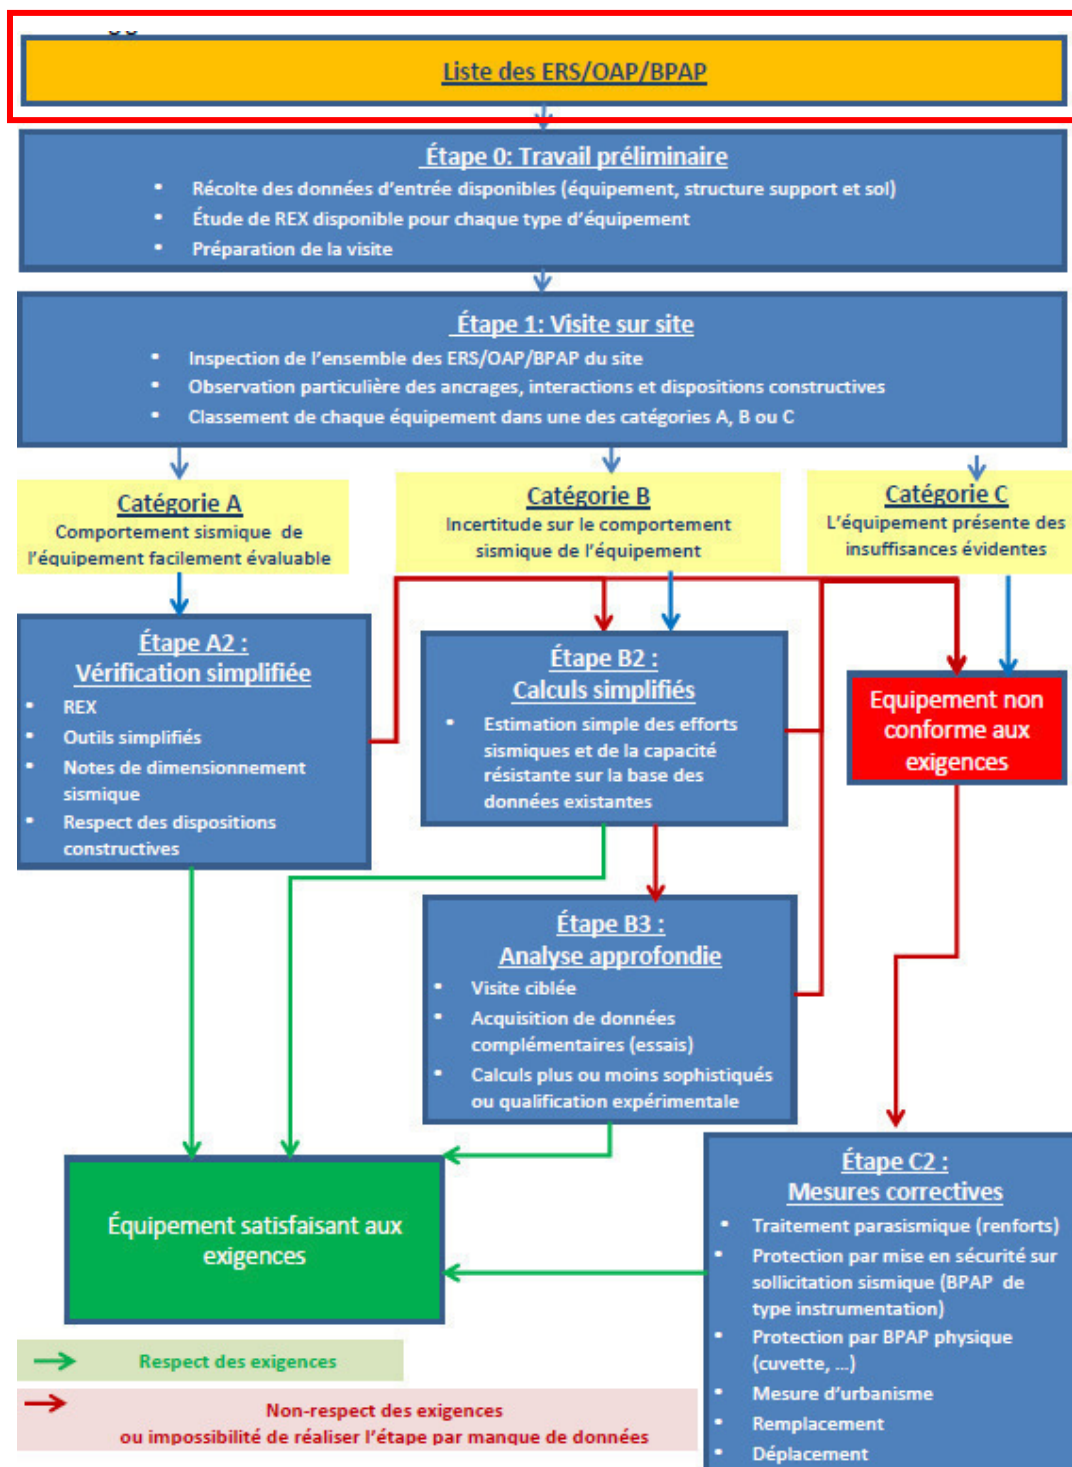 Liste des ERS/OAP/BPAP
Étape 0: Travail préliminaire
• Récolte des données d'entrée disponibles (équipement, structure support et sol)
• Étude de REX disponible pour chaque type d'équipement
• Préparation de la visite
Étape 1: Visite sur site
• Inspection de l'ensemble des ERS/OAP/BPAP du site
• Observation particulière des ancrages, interactions et dispositions constructives
• Classement de chaque équipement dans une des catégories A, B ou C
Catégorie A
Comportement sismique de
l'équipement facilement évaluable
Catégorie B
Incertitude sur le comportement
sismique de l'équipement
Catégorie C
L'équipement présente des
insuffisances évidentes
Étape A2 :
Vérification simplifiée
• REX
• Outils simplifiés
• Notes de dimensionnement
sismique
• Respect des dispositions
constructives
Étape B2 :
Calculs simplifiés
• Estimation simple des efforts
sismiques et de la capacité
résistante sur la base des
données existantes
Equipement non
conforme aux
exigences
Étape B3 :
Analyse approfondie
• Visite ciblée
• Acquisition de données
complémentaires (essais)
• Calculs plus ou moins sophistiqués
ou qualification expérimentale
Équipement satisfaisant aux
exigences
Étape C2 :
Mesures correctives
• Traitement parasismique (renforts)
• Protection par mise en sécurité sur
sollicitation sismique (BPAP de
type instrumentation)
• Protection par BPAP physique
(cuvette, ...)
• Mesure d'urbanisme
• Remplacement
• Déplacement
Respect des exigences
Non-respect des exigences
ou impossibilité de réaliser l'étape par manque de données